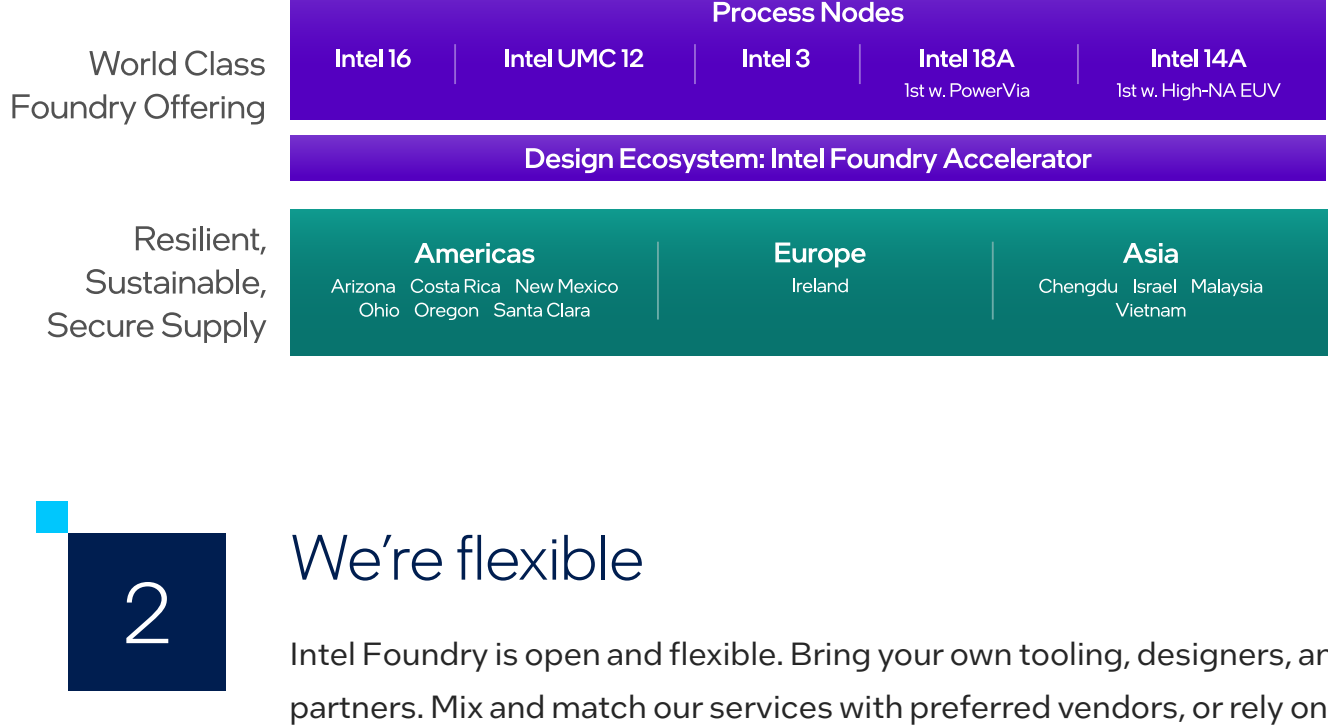 Process Nodes
World Class
Foundry Offering
Intel 16
Intel UMC 12
Intel 3
Intel 18A
1st w. PowerVia
Intel 14A
1st w. High-NA EUV
Design Ecosystem: Intel Foundry Accelerator
Resilient,
Sustainable,
Secure Supply
Americas
Arizona Costa Rica New Mexico
Ohio Oregon Santa Clara
Europe
Ireland
Asia
Chengdu Israel Malaysia
Vietnam
2
We’re flexible
Intel Foundry is open and flexible. Bring your own tooling, designers,
partners. Mix and match our services with preferred vendors, or rely on